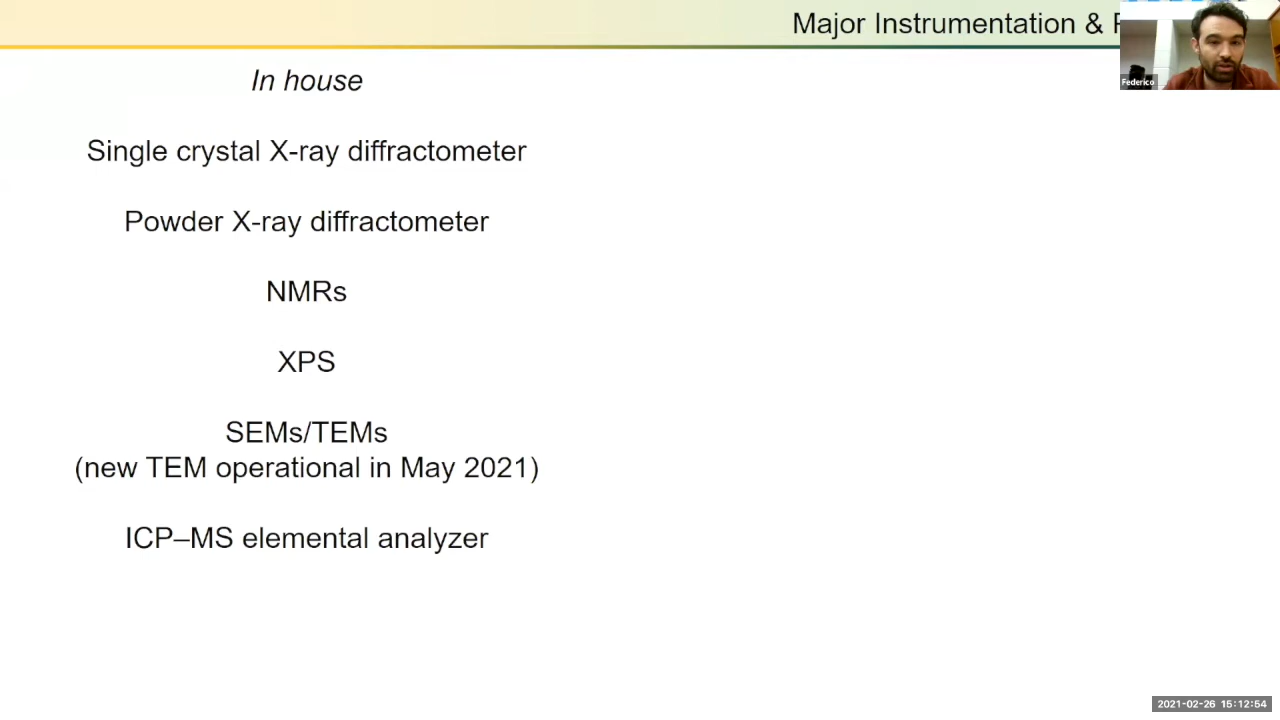 Major Instrumentation &
Federico
In house
Single crystal X-ray diffractometer
Powder X-ray diffractometer
NMRs
XPS
SEMs/TEMs
(new TEM operational in May 2021)
ICP–MS elemental analyzer
2021-02-26 15:12:54